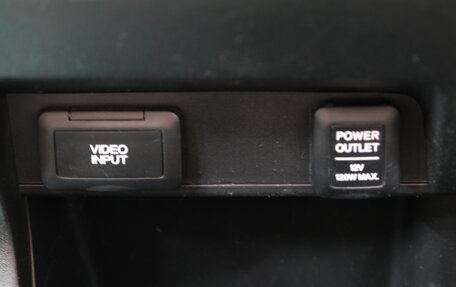 VIDEO
INPUT
POWER
OUTLET
12V
120W MAX.